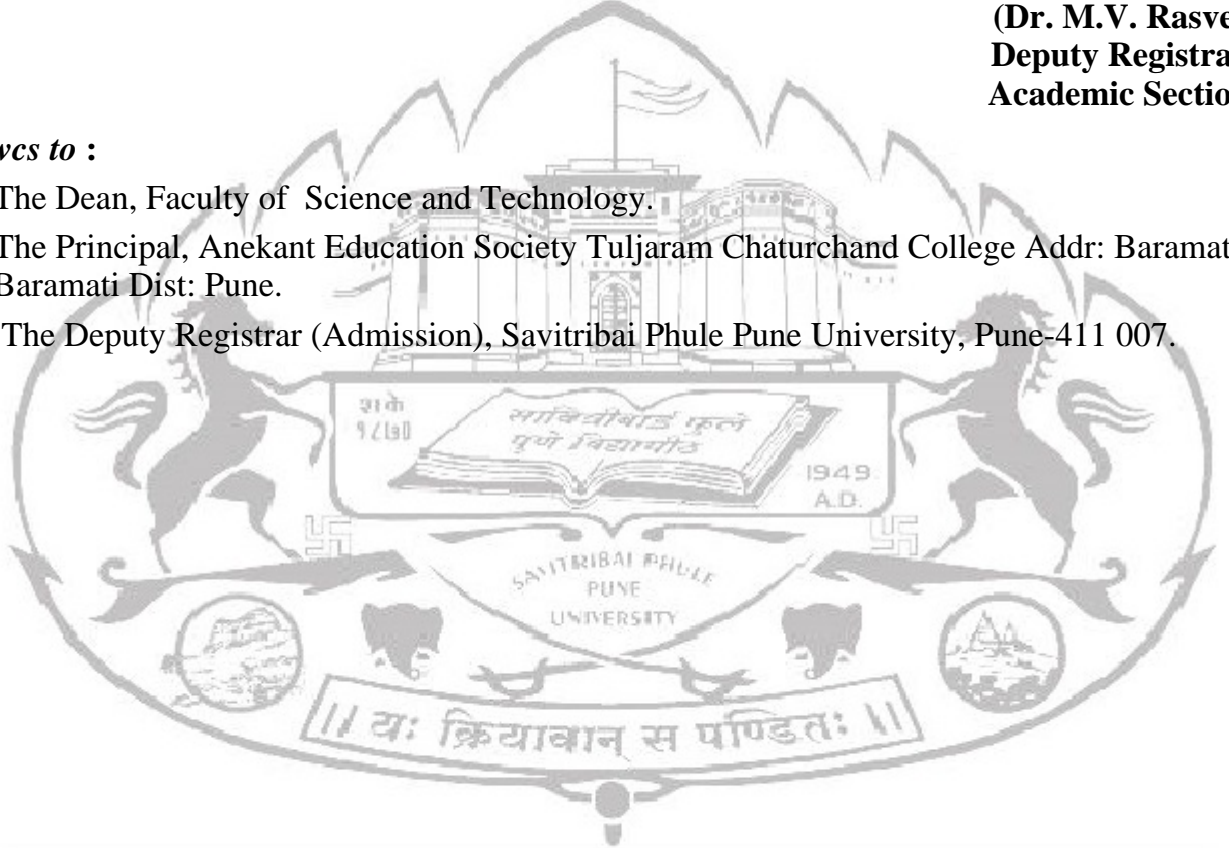 (Dr. M.V. Rasve
Deputy Registra
Academic Sectio
wcs to :
The Dean, Faculty of Science and Technology.
The Principal, Anekant Education Society Tuljaram Chaturchand College Addr: Baramat
Baramati Dist: Pune.
The Deputy Registrar (Admission), Savitribai Phule Pune University, Pune-411 007.
शके
१८७०
सावित्रीबाई फुले
पुणे विद्यापीठ
1949
A.D.
SAVITRIBAI PHULE
PUNE
UNIVERSITY
॥ यः क्रियावान् स पण्डितः ॥